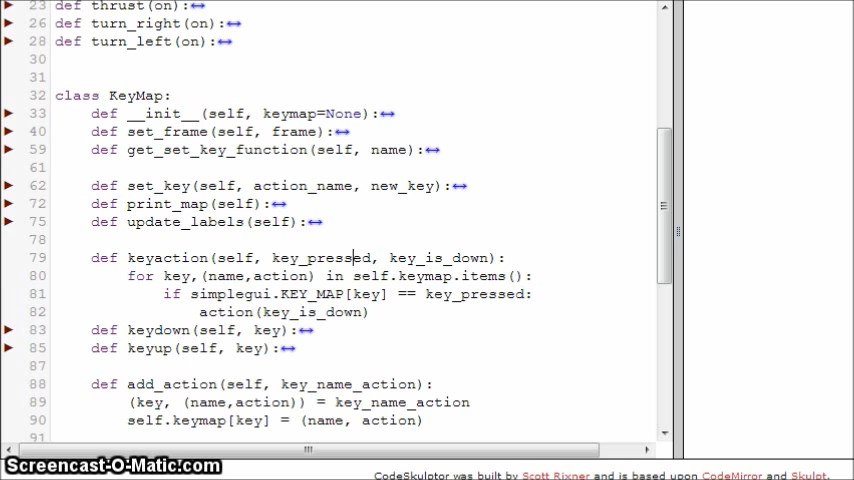 23 def thrust(on):↔
26 def turn_right(on):↔
28 def turn_left(on):↔
30
31
32 class KeyMap:
33     def __init__(self, keymap=None):↔
40     def set_frame(self, frame):↔
59     def get_set_key_function(self, name):↔
61
62     def set_key(self, action_name, new_key):↔
72     def print_map(self):↔
75     def update_labels(self):↔
78
79     def keyaction(self, key_pressed, key_is_down):
80         for key,(name,action) in self.keymap.items():
81             if simplegui.KEY_MAP[key] == key_pressed:
82                 action(key_is_down)
83     def keydown(self, key):↔
85     def keyup(self, key):↔
87
88     def add_action(self, key_name_action):
89         (key, (name,action)) = key_name_action
90         self.keymap[key] = (name, action)
91
Screencast-O-Matic.com
CodeSkulptor was built by Scott Rixner and is based upon CodeMirror and Skulpt.